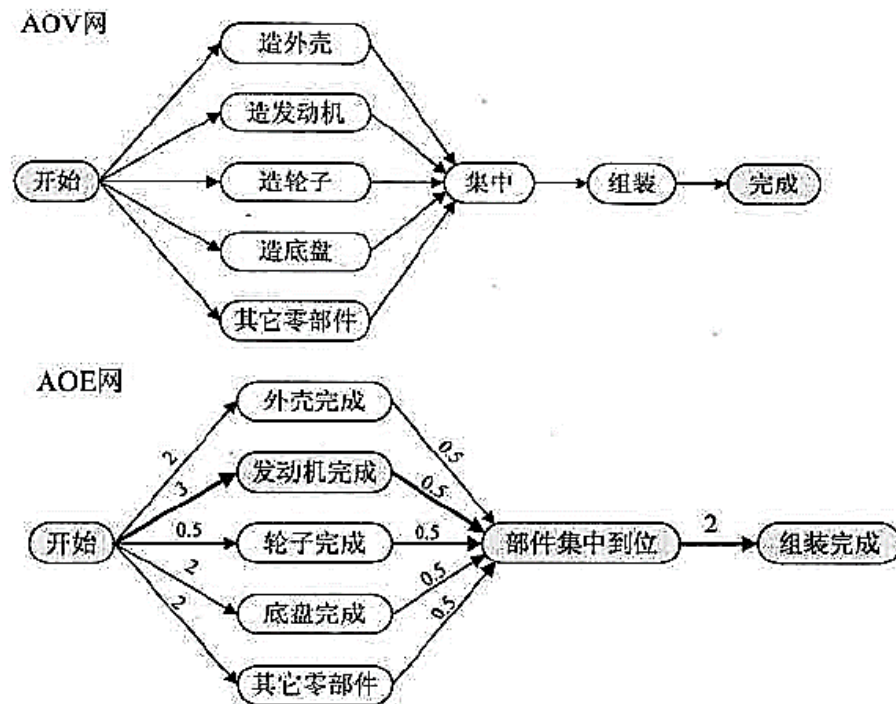 AOV网
造外壳
造发动机
开始
造轮子
集中
组装
完成
造底盘
其它零部件
AOE网
外壳完成
2
0.5
发动机完成
3
0.5
开始
0.5
轮子完成
0.5
部件集中到位
2
组装完成
2
0.5
底盘完成
2
0.5
其它零部件